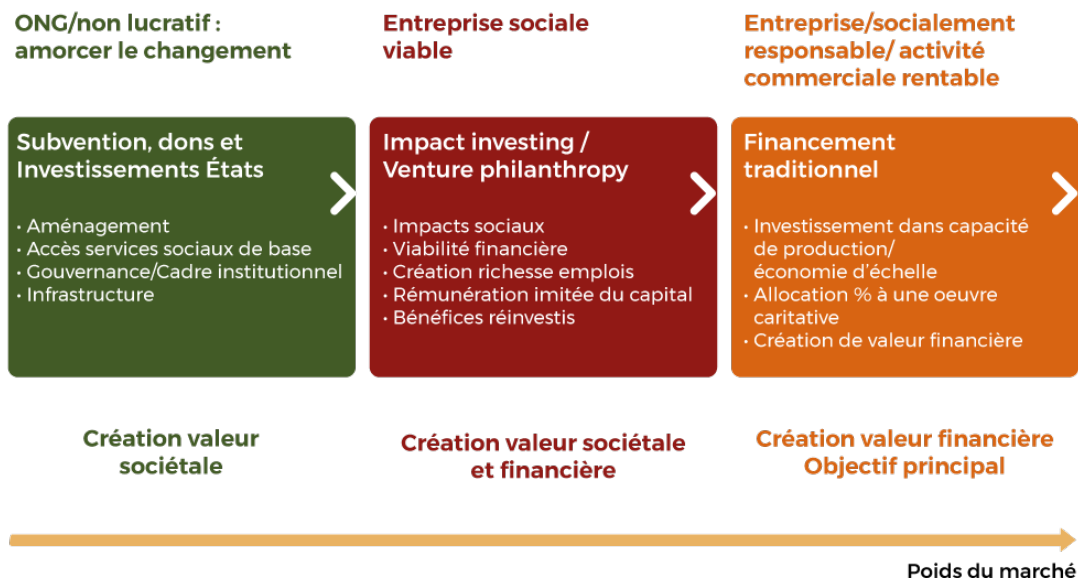 ONG/non lucratif :
amorcer le changement
Entreprise sociale
viable
Entreprise/socialement
responsable/ activité
commerciale rentable
Subvention, dons et
Investissements États
• Aménagement
• Accès services sociaux de base
• Gouvernance/Cadre institutionnel
• Infrastructure
Impact investing /
Venture philanthropy
• Impacts sociaux
• Viabilité financière
• Création richesse emplois
• Rémunération imitée du capital
• Bénéfices réinvestis
Financement
traditionnel
• Investissement dans capacité
de production/
économie d’échelle
• Allocation % à une oeuvre
caritative
• Création de valeur financière
Création valeur
sociétale
Création valeur sociétale
et financière
Création valeur financière
Objectif principal
Poids du marché